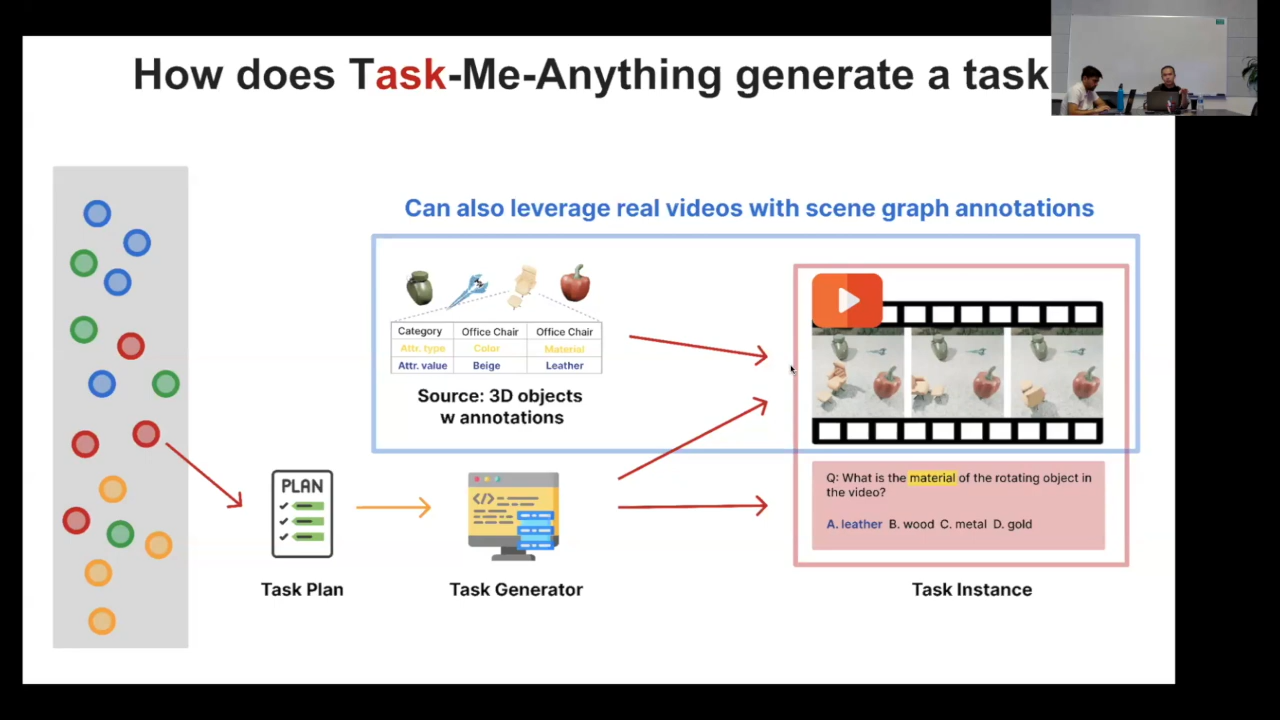 How does Task-Me-Anything generate a task
Can also leverage real videos with scene graph annotations
Category Office Chair Office Chair
Attr. type Color Material
Attr. value Beige Leather
Source: 3D objects
w annotations
PLAN
Task Plan
</>
Task Generator
Q: What is the material of the rotating object in
the video?
A. leather B. wood C. metal D. gold
Task Instance